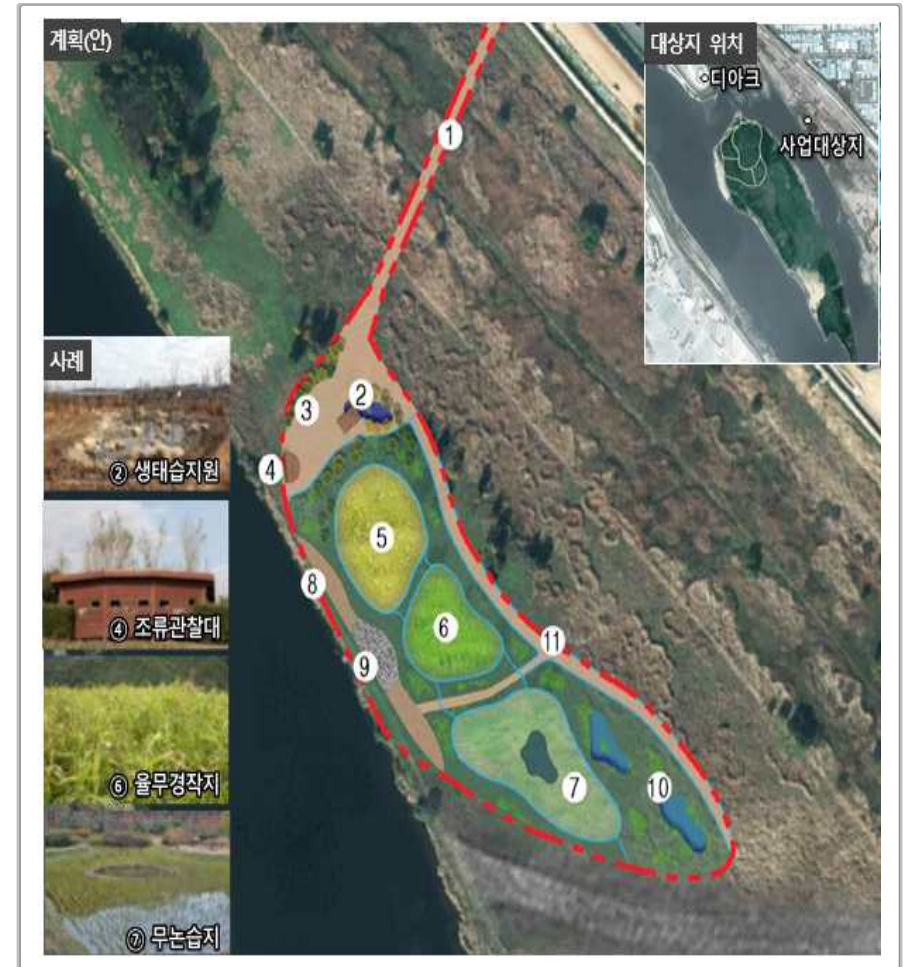 계획(안)
대상지 위치
디아크
사업대상지
1
사례
2
3
② 생태습지원
4
5
④ 조류관찰대
8
6
11
9
⑥ 율무경작지
7
10
⑦ 무논습지